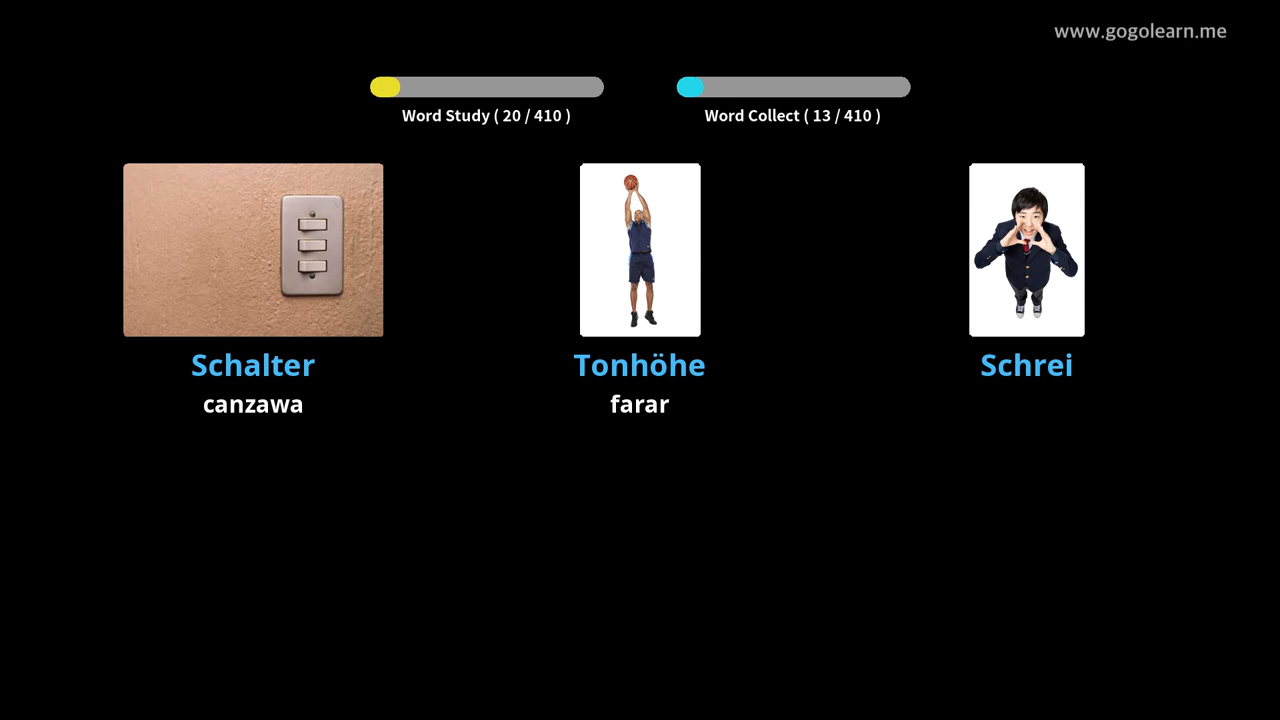 www.gogolearn.me
Word Study ( 20 / 410 )
Word Collect ( 13 / 410 )
Schalter
Tonhöhe
Schrei
canzawa
farar